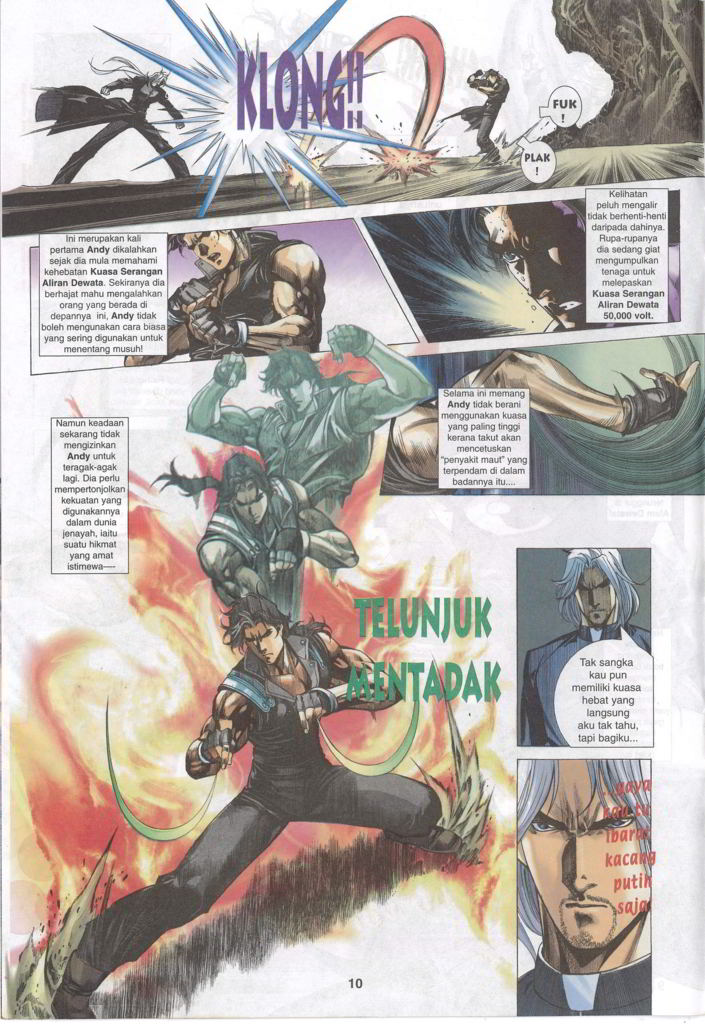 KLONG!!
FUK
!
PLAK
!
Ini merupakan kali
pertama Andy dikalahkan
sejak dia mula memahami
kehebatan Kuasa Serangan
Aliran Dewata. Sekiranya dia
berhajat mahu mengalahkan
orang yang berada di
depannya ini, Andy tidak
boleh mengunakan cara biasa
yang sering digunakan untuk
menentang musuh!
Kelihatan
peluh mengalir
tidak berhenti-henti
daripada dahinya.
Rupa-rupanya
dia sedang giat
mengumpulkan
tenaga untuk
melepaskan
Kuasa Serangan
Aliran Dewata
50,000 volt.
Selama ini memang
Andy tidak berani
menggunakan kuasa
yang paling tinggi
kerana takut akan
mencetuskan
"penyakit maut" yang
terpendam di dalam
badannya itu....
Namun keadaan
sekarang tidak
mengizinkan
Andy untuk
teragak-agak
lagi. Dia perlu
mempertonjolkan
kekuatan yang
digunakannya
dalam dunia
jenayah, iaitu
suatu hikmat
yang amat
istimewa----
TELUNJUK
MENTADAK
Tak sangka
kau pun
memiliki kuasa
hebat yang
langsung
aku tak tahu,
tapi bagiku...
...gaya
kau tu
ibarat
kacang
putih
saja
10